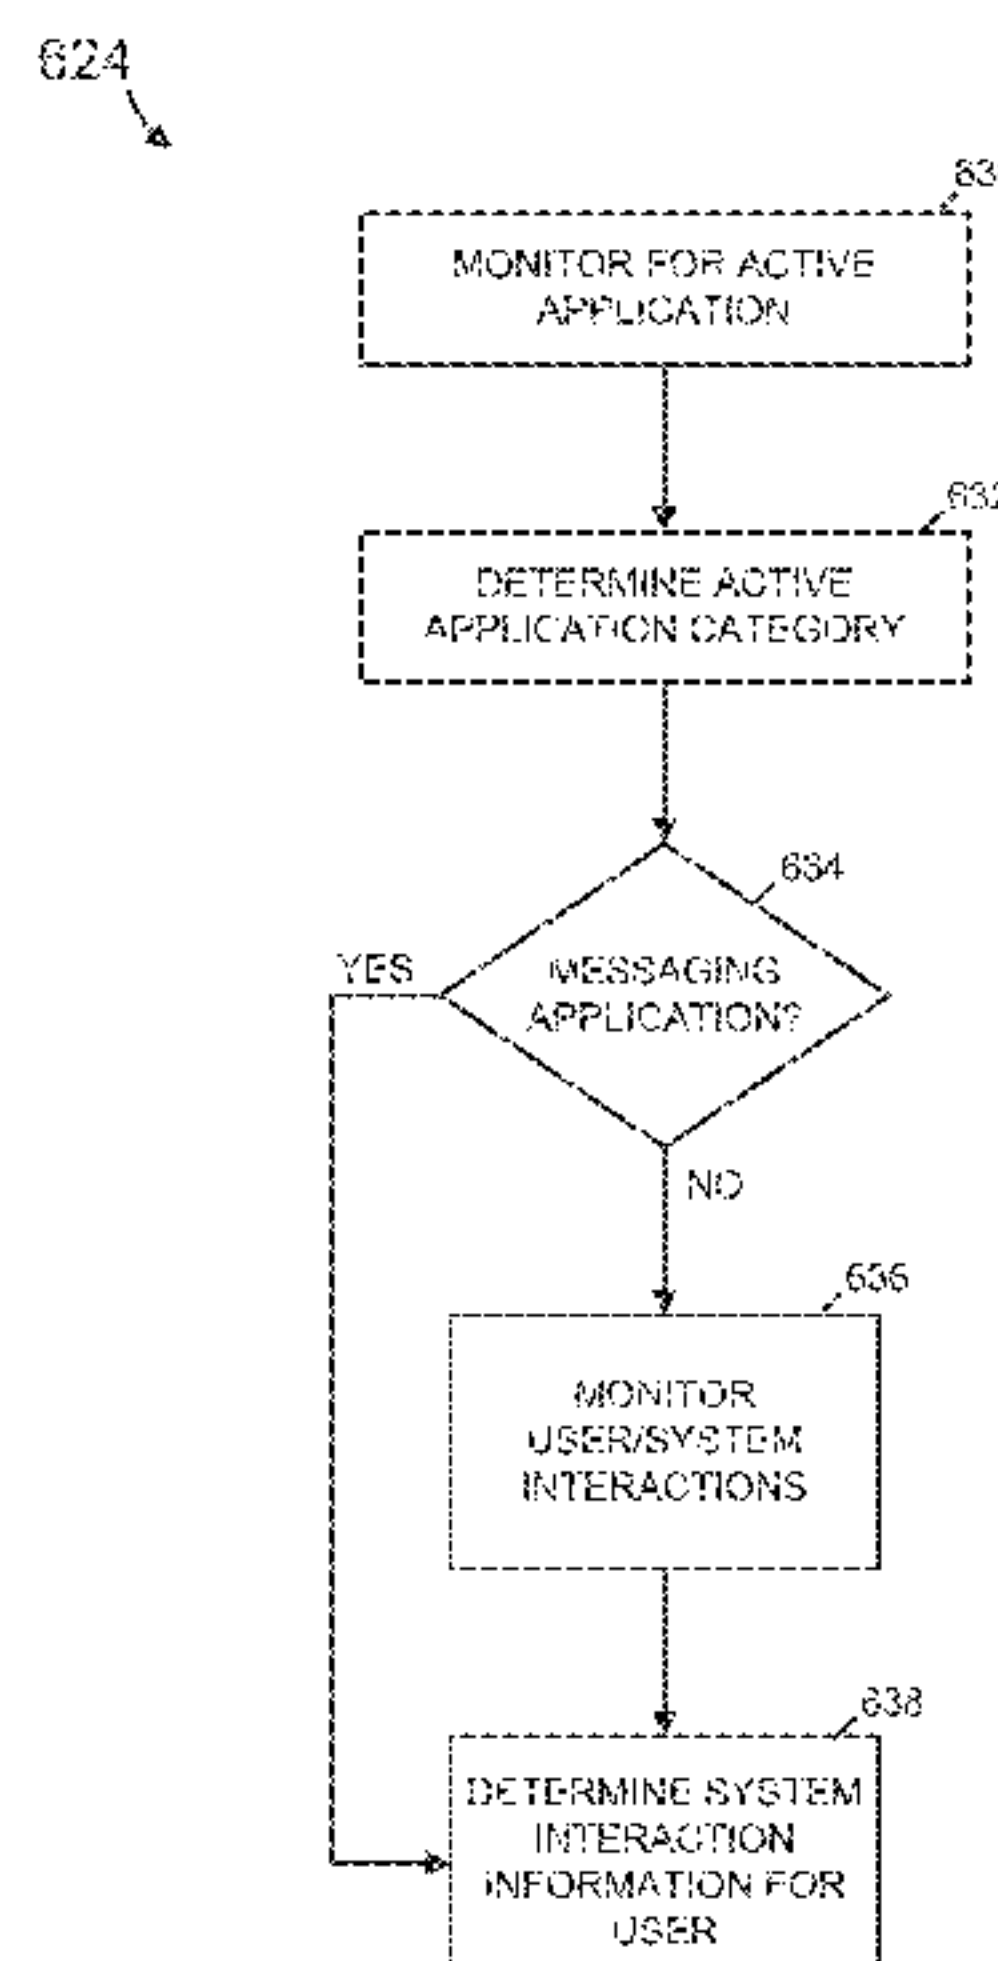 624
MONITOR FOR ACTIVE
APPLICATION
632
DETERMINE ACTIVE
APPLICATION CATEGORY
634
YES
MESSAGING
APPLICATION?
NO
636
MONITOR
USER/SYSTEM
INTERACTIONS
638
DETERMINE SYSTEM
INTERACTION
INFORMATION FOR
USER